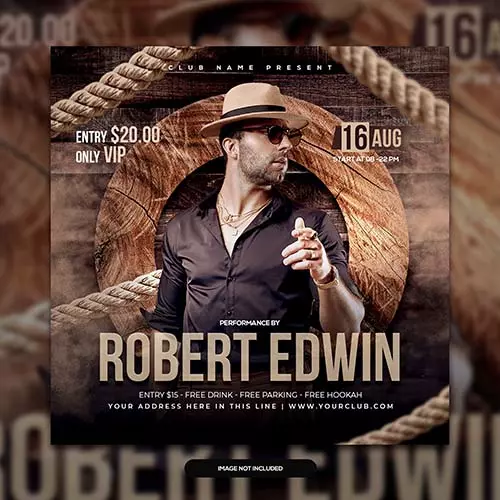 CLUB NAME PRESENT
ENTRY $20.00
ONLY VIP
16 AUG
START AT 08 -22 PM
PERFORMANCE BY
ROBERT EDWIN
ENTRY $15 - FREE DRINK - FREE PARKING - FREE HOOKAH
YOUR ADDRESS HERE IN THIS LINE | WWW.YOURCLUB.COM
IMAGE NOT INCLUDED